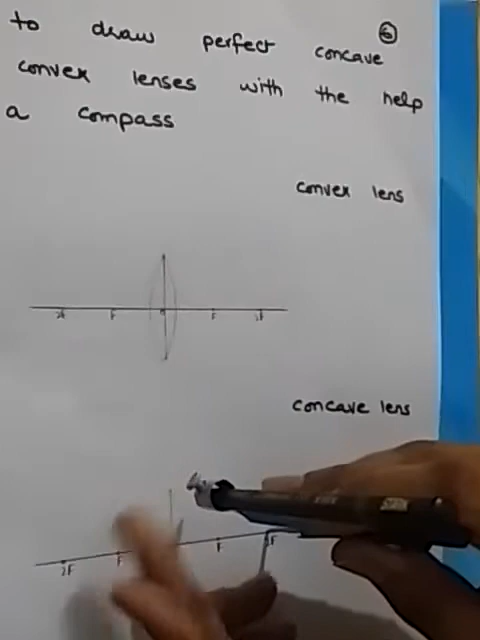 6
to draw perfect concave
convex lenses with the help
a compass
convex lens
2F F F 2F
concave lens
2F F F 2F